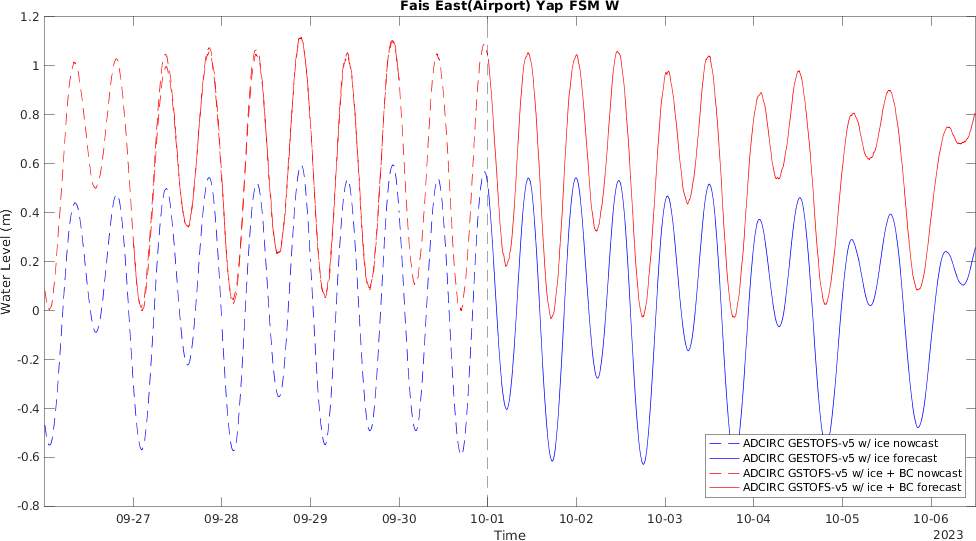 Fais East(Airport) Yap FSM W
1.2
1
0.8
0.6
0.4
0.2
0
-0.2
-0.4
-0.6
-0.8
Water Level (m)
ADCIRC GESTOFS-v5 w/ ice nowcast
ADCIRC GESTOFS-v5 w/ ice forecast
ADCIRC GSTOFS-v5 w/ ice + BC nowcast
ADCIRC GSTOFS-v5 w/ ice + BC forecast
09-27 09-28 09-29 09-30 10-01 10-02 10-03 10-04 10-05 10-06
Time
2023